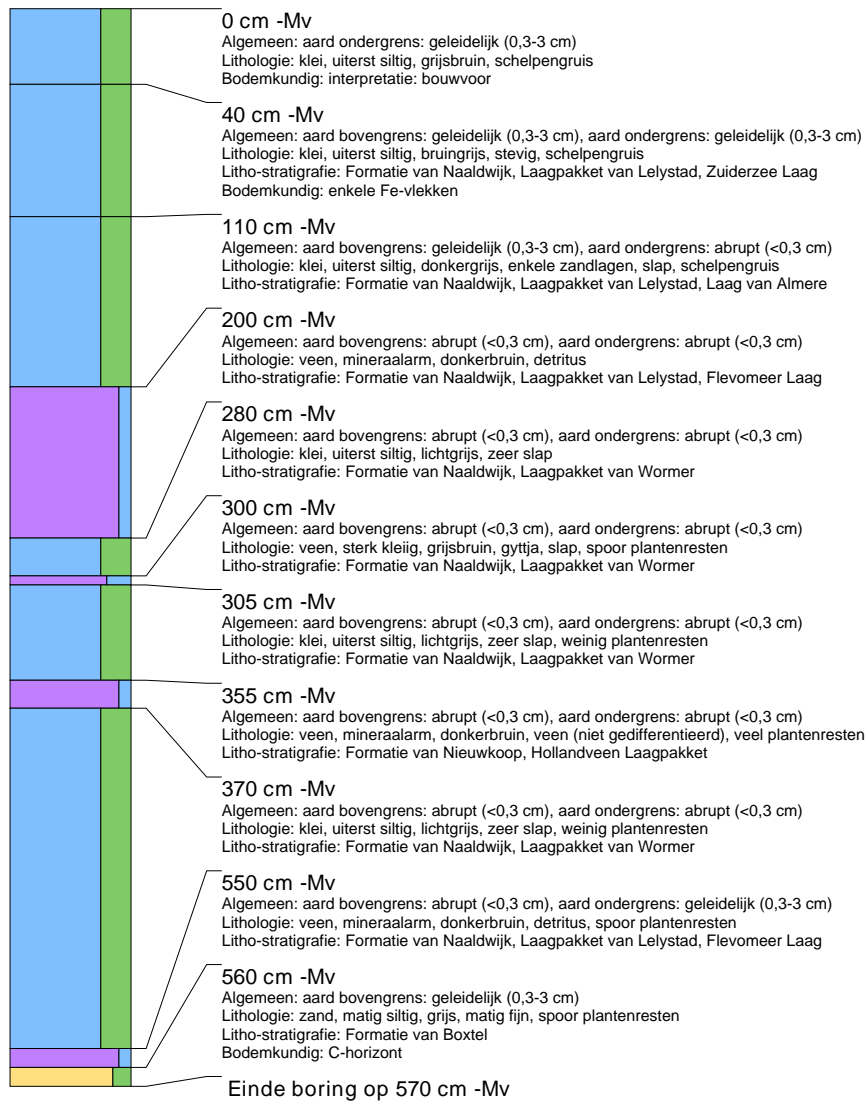 0 cm -Mv
Algemeen: aard ondergrens: geleidelijk (0,3-3 cm)
Lithologie: klei, uiterst siltig, grijsbruin, schelpengruis
Bodemkundig: interpretatie: bouwvoor
40 cm -Mv
Algemeen: aard bovengrens: geleidelijk (0,3-3 cm), aard ondergrens: geleidelijk (0,3-3 cm)
Lithologie: klei, uiterst siltig, bruingrijs, stevig, schelpengruis
Litho-stratigrafie: Formatie van Naaldwijk, Laagpakket van Lelystad, Zuiderzee Laag
Bodemkundig: enkele Fe-vlekken
110 cm -Mv
Algemeen: aard bovengrens: geleidelijk (0,3-3 cm), aard ondergrens: abrupt (<0,3 cm)
Lithologie: klei, uiterst siltig, donkergrijs, enkele zandlagen, slap, schelpengruis
Litho-stratigrafie: Formatie van Naaldwijk, Laagpakket van Lelystad, Laag van Almere
200 cm -Mv
Algemeen: aard bovengrens: abrupt (<0,3 cm), aard ondergrens: abrupt (<0,3 cm)
Lithologie: veen, mineraalarm, donkerbruin, detritus
Litho-stratigrafie: Formatie van Naaldwijk, Laagpakket van Lelystad, Flevomeer Laag
280 cm -Mv
Algemeen: aard bovengrens: abrupt (<0,3 cm), aard ondergrens: abrupt (<0,3 cm)
Lithologie: klei, uiterst siltig, lichtgrijs, zeer slap
Litho-stratigrafie: Formatie van Naaldwijk, Laagpakket van Wormer
300 cm -Mv
Algemeen: aard bovengrens: abrupt (<0,3 cm), aard ondergrens: abrupt (<0,3 cm)
Lithologie: veen, sterk kleiig, grijsbruin, gyttja, slap, spoor plantenresten
Litho-stratigrafie: Formatie van Naaldwijk, Laagpakket van Wormer
305 cm -Mv
Algemeen: aard bovengrens: abrupt (<0,3 cm), aard ondergrens: abrupt (<0,3 cm)
Lithologie: klei, uiterst siltig, lichtgrijs, zeer slap, weinig plantenresten
Litho-stratigrafie: Formatie van Naaldwijk, Laagpakket van Wormer
355 cm -Mv
Algemeen: aard bovengrens: abrupt (<0,3 cm), aard ondergrens: abrupt (<0,3 cm)
Lithologie: veen, mineraalarm, donkerbruin, veen (niet gedifferentieerd), veel plantenresten
Litho-stratigrafie: Formatie van Nieuwkoop, Hollandveen Laagpakket
370 cm -Mv
Algemeen: aard bovengrens: abrupt (<0,3 cm), aard ondergrens: abrupt (<0,3 cm)
Lithologie: klei, uiterst siltig, lichtgrijs, zeer slap, weinig plantenresten
Litho-stratigrafie: Formatie van Naaldwijk, Laagpakket van Wormer
550 cm -Mv
Algemeen: aard bovengrens: abrupt (<0,3 cm), aard ondergrens: geleidelijk (0,3-3 cm)
Lithologie: veen, mineraalarm, donkerbruin, detritus, spoor plantenresten
Litho-stratigrafie: Formatie van Naaldwijk, Laagpakket van Lelystad, Flevomeer Laag
560 cm -Mv
Algemeen: aard bovengrens: geleidelijk (0,3-3 cm)
Lithologie: zand, matig siltig, grijs, matig fijn, spoor plantenresten
Litho-stratigrafie: Formatie van Boxtel
Bodemkundig: C-horizont
Einde boring op 570 cm -Mv